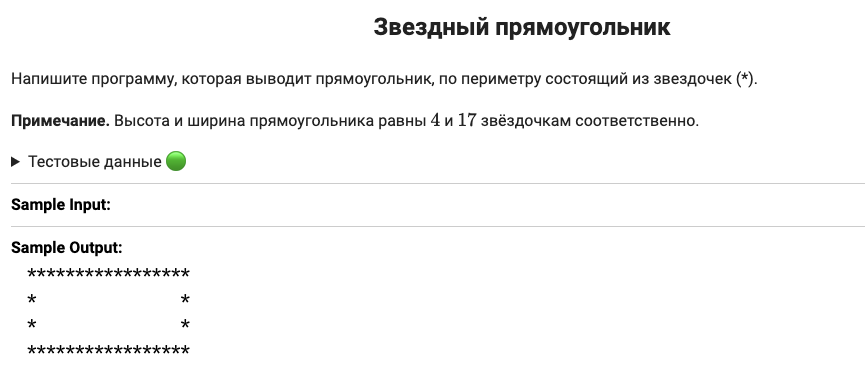 Звездный прямоугольник
Напишите программу, которая выводит прямоугольник, по периметру состоящий из звездочек (*).
Примечание. Высота и ширина прямоугольника равны 4 и 17 звёздочкам соответственно.
Тестовые данные
Sample Input:
Sample Output:
*****************
*               *
*               *
*****************